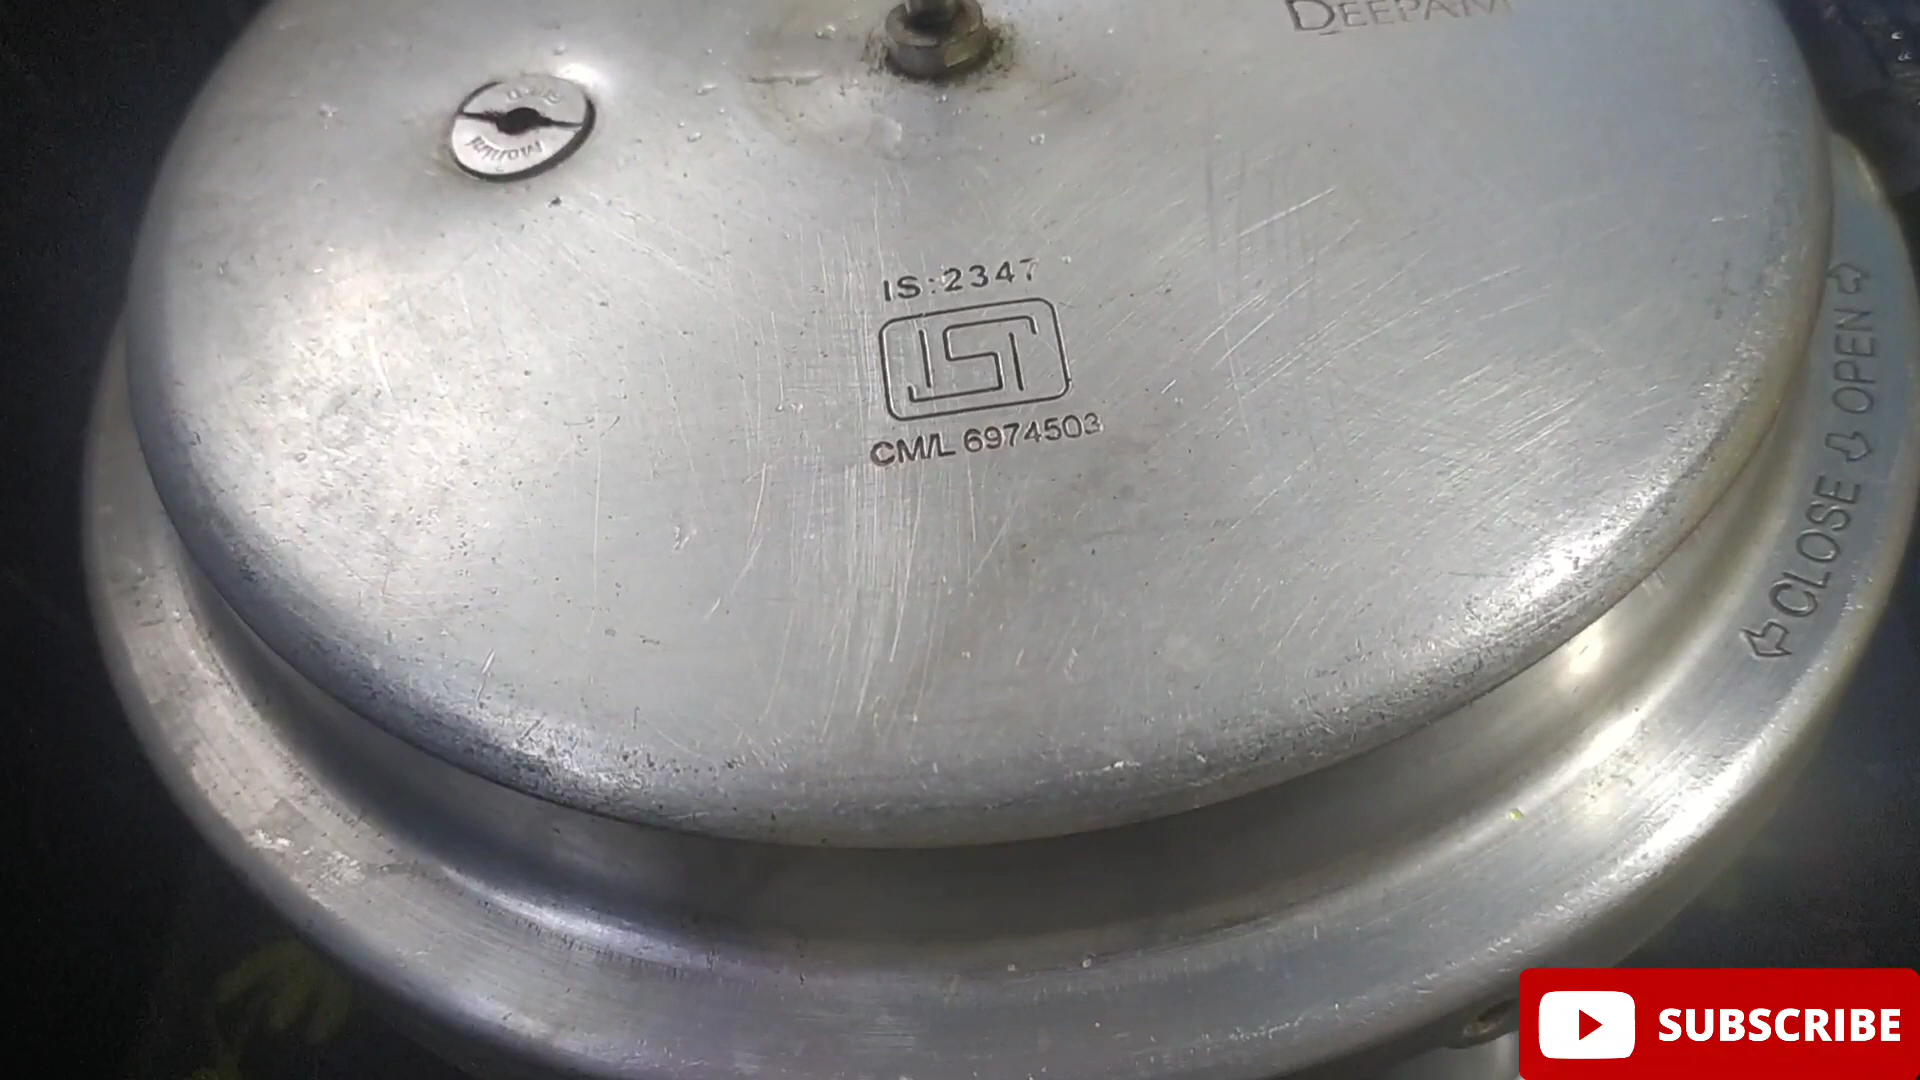 DEEPAM
IS:2347
ISI
CM/L 6974503
CLOSE OPEN
SUBSCRIBE